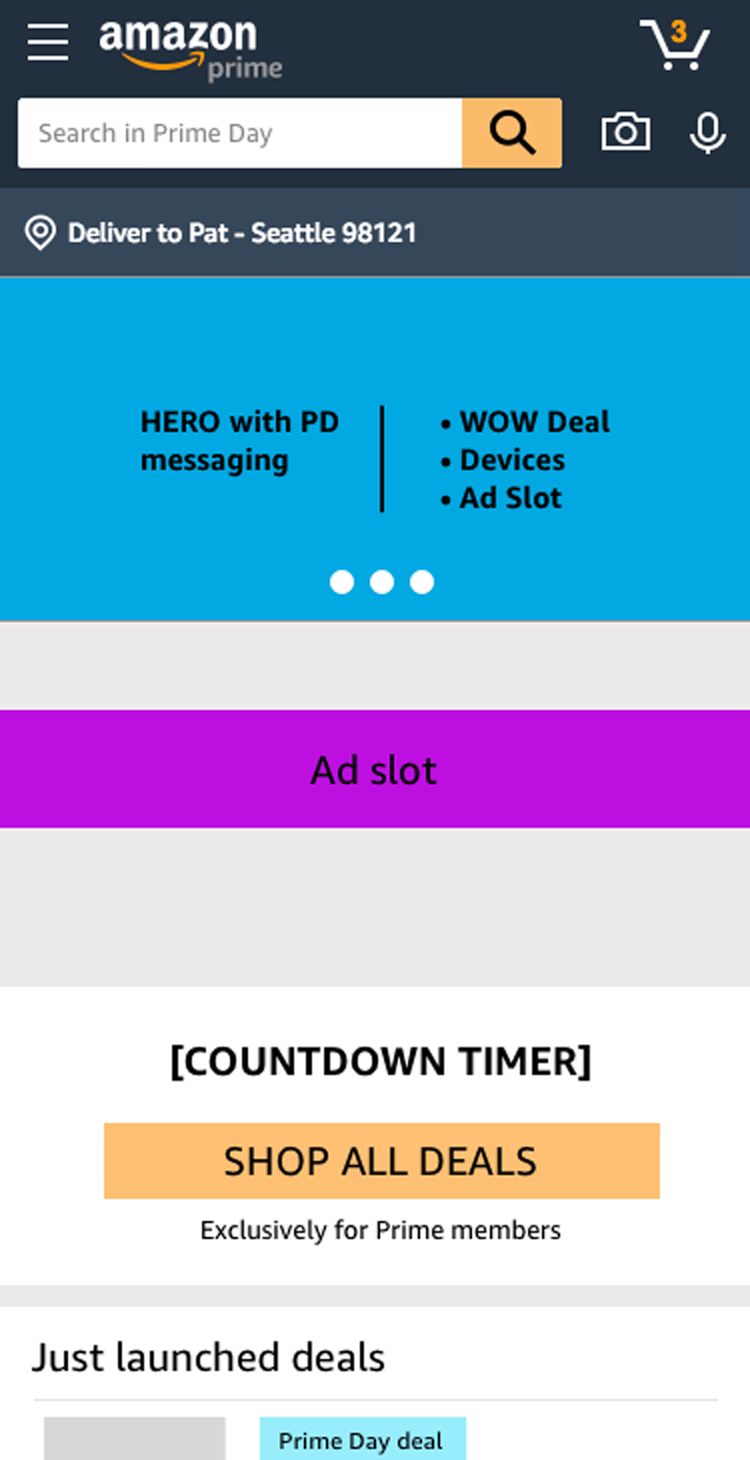 amazon
prime
3
Search in Prime Day
Deliver to Pat - Seattle 98121
HERO with PD
messaging
• WOW Deal
• Devices
• Ad Slot
Ad slot
[COUNTDOWN TIMER]
SHOP ALL DEALS
Exclusively for Prime members
Just launched deals
Prime Day deal